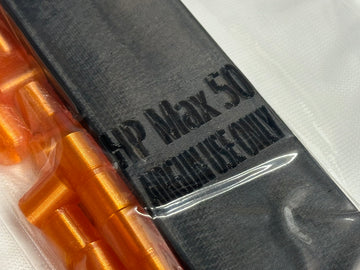 HP Max 50
AIRGUN USE ONLY